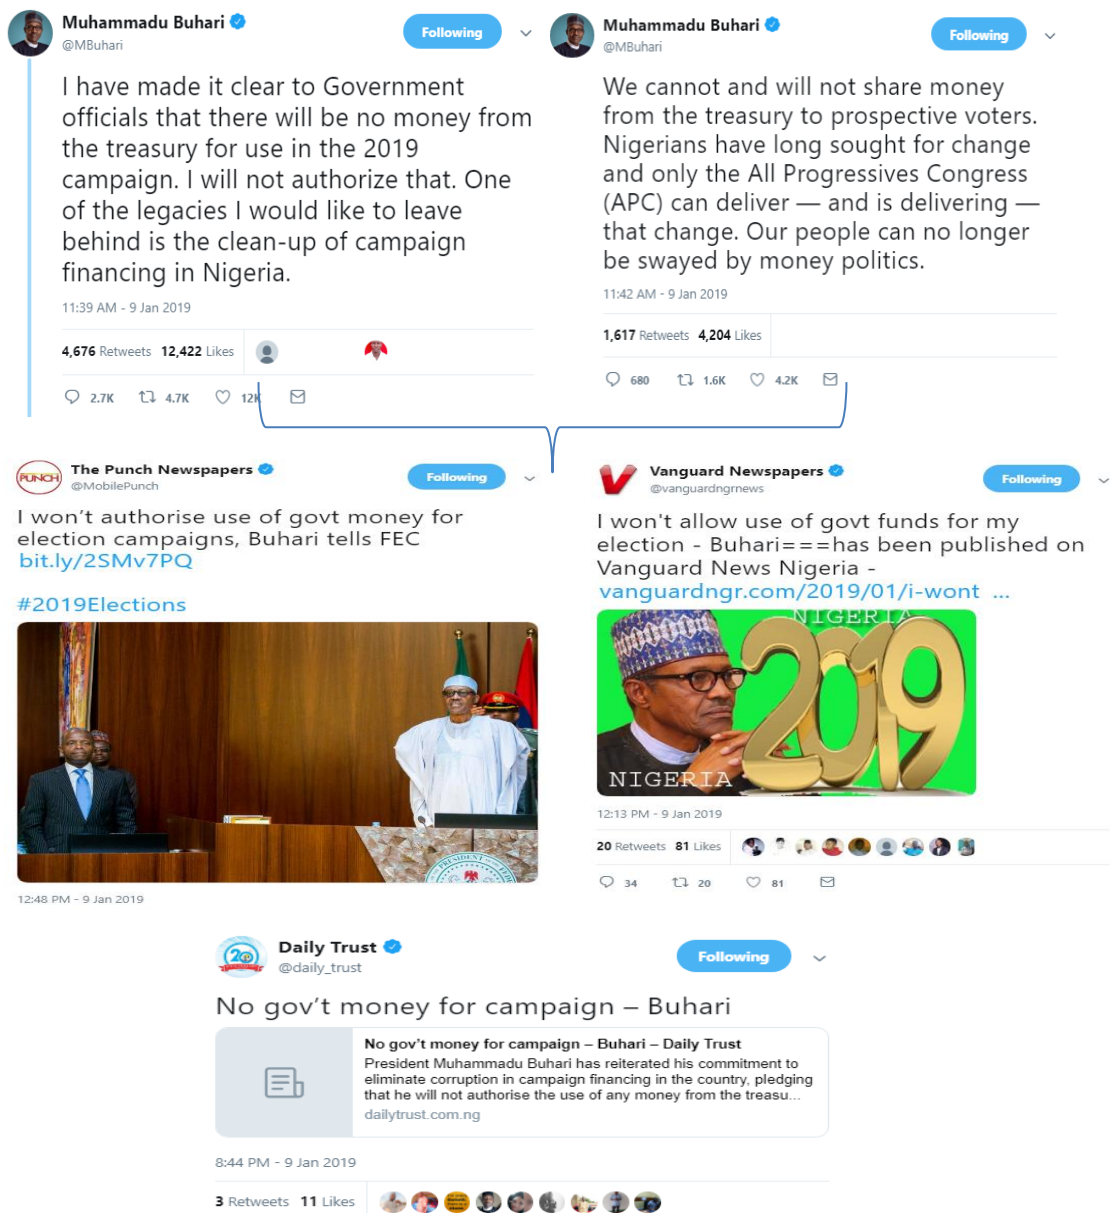 Muhammadu Buhari
@MBuhari
Following
I have made it clear to Government
officials that there will be no money from
the treasury for use in the 2019
campaign. I will not authorize that. One
of the legacies I would like to leave
behind is the clean-up of campaign
financing in Nigeria.
11:39 AM - 9 Jan 2019
4,676 Retweets 12,422 Likes
2.7K 4.7K 12K
Muhammadu Buhari
@MBuhari
Following
We cannot and will not share money
from the treasury to prospective voters.
Nigerians have long sought for change
and only the All Progressives Congress
(APC) can deliver — and is delivering —
that change. Our people can no longer
be swayed by money politics.
11:42 AM - 9 Jan 2019
1,617 Retweets 4,204 Likes
680 1.6K 4.2K
PUNCH
The Punch Newspapers
@MobilePunch
Following
I won't authorise use of govt money for
election campaigns, Buhari tells FEC
bit.ly/2SMv7PQ
#2019Elections
12:48 PM - 9 Jan 2019
Vanguard Newspapers
@vanguardngrnews
Following
I won't allow use of govt funds for my
election - Buhari===has been published on
Vanguard News Nigeria -
vanguardngr.com/2019/01/i-wont ...
NIGERIA
2019
NIGERIA
12:13 PM - 9 Jan 2019
20 Retweets 81 Likes
34 20 81
20
Daily Trust
@daily_trust
Following
No gov't money for campaign – Buhari
No gov't money for campaign – Buhari – Daily Trust
President Muhammadu Buhari has reiterated his commitment to
eliminate corruption in campaign financing in the country, pledging
that he will not authorise the use of any money from the treasu...
dailytrust.com.ng
8:44 PM - 9 Jan 2019
3 Retweets 11 Likes